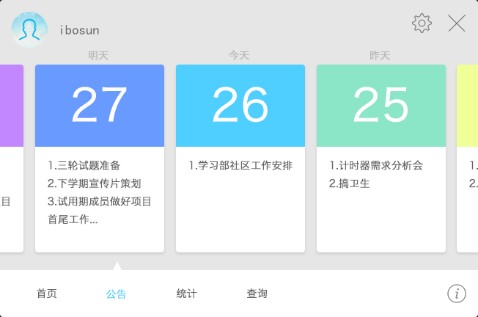 ibosun
明天
今天
昨天
27
26
25
1.三轮试题准备
2.下学期宣传片策划
3.试用期成员做好项目
首尾工作...
1.学习部社区工作安排
1.计时器需求分析会
2.搞卫生
项目
1.
2.
首页
公告
统计
查询
i